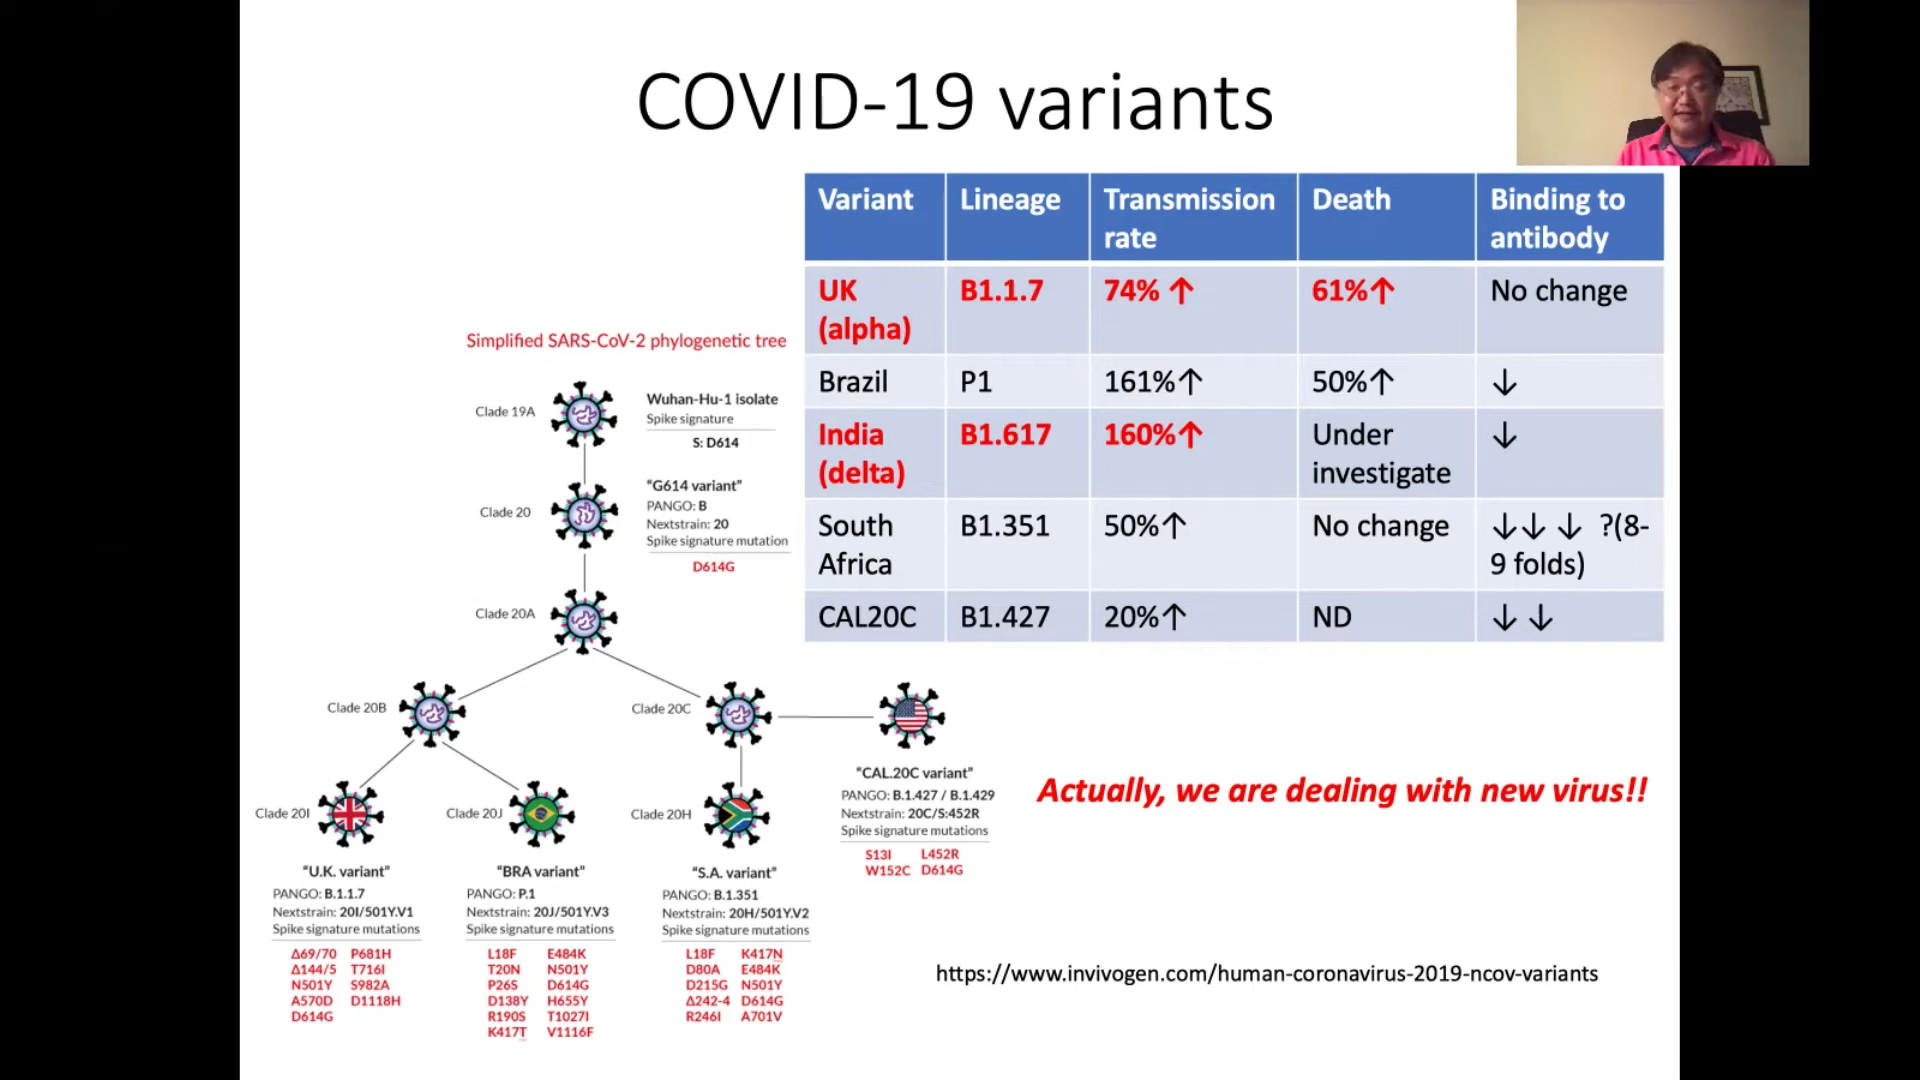 COVID-19 variants
Variant Lineage Transmission rate Death Binding to antibody
UK (alpha) B1.1.7 74% ↑ 61%↑ No change
Brazil P1 161%↑ 50%↑ ↓
India (delta) B1.617 160%↑ Under investigate ↓
South Africa B1.351 50%↑ No change ↓↓ ↓ ?(8-9 folds)
CAL20C B1.427 20%↑ ND ↓ ↓
Simplified SARS-CoV-2 phylogenetic tree
Clade 19A
Wuhan-Hu-1 isolate
Spike signature
S: D614
Clade 20
“G614 variant”
PANGO: B
Nextstrain: 20
Spike signature mutation
D614G
Clade 20A
Clade 20B
Clade 20C
“CAL.20C variant”
PANGO: B.1.427 / B.1.429
Nextstrain: 20C/S:452R
Spike signature mutations
S13I L452R
W152C D614G
Clade 20I
“U.K. variant”
PANGO: B.1.1.7
Nextstrain: 20I/501Y.V1
Spike signature mutations
Δ69/70 P681H
Δ144/5 T716I
N501Y S982A
A570D D1118H
D614G
Clade 20J
“BRA variant”
PANGO: P.1
Nextstrain: 20J/501Y.V3
Spike signature mutations
L18F E484K
T20N N501Y
P26S D614G
D138Y H655Y
R190S T1027I
K417T V1116F
Clade 20H
“S.A. variant”
PANGO: B.1.351
Nextstrain: 20H/501Y.V2
Spike signature mutations
L18F K417N
D80A E484K
D215G N501Y
Δ242-4 D614G
R246I A701V
Actually, we are dealing with new virus!!
https://www.invivogen.com/human-coronavirus-2019-ncov-variants